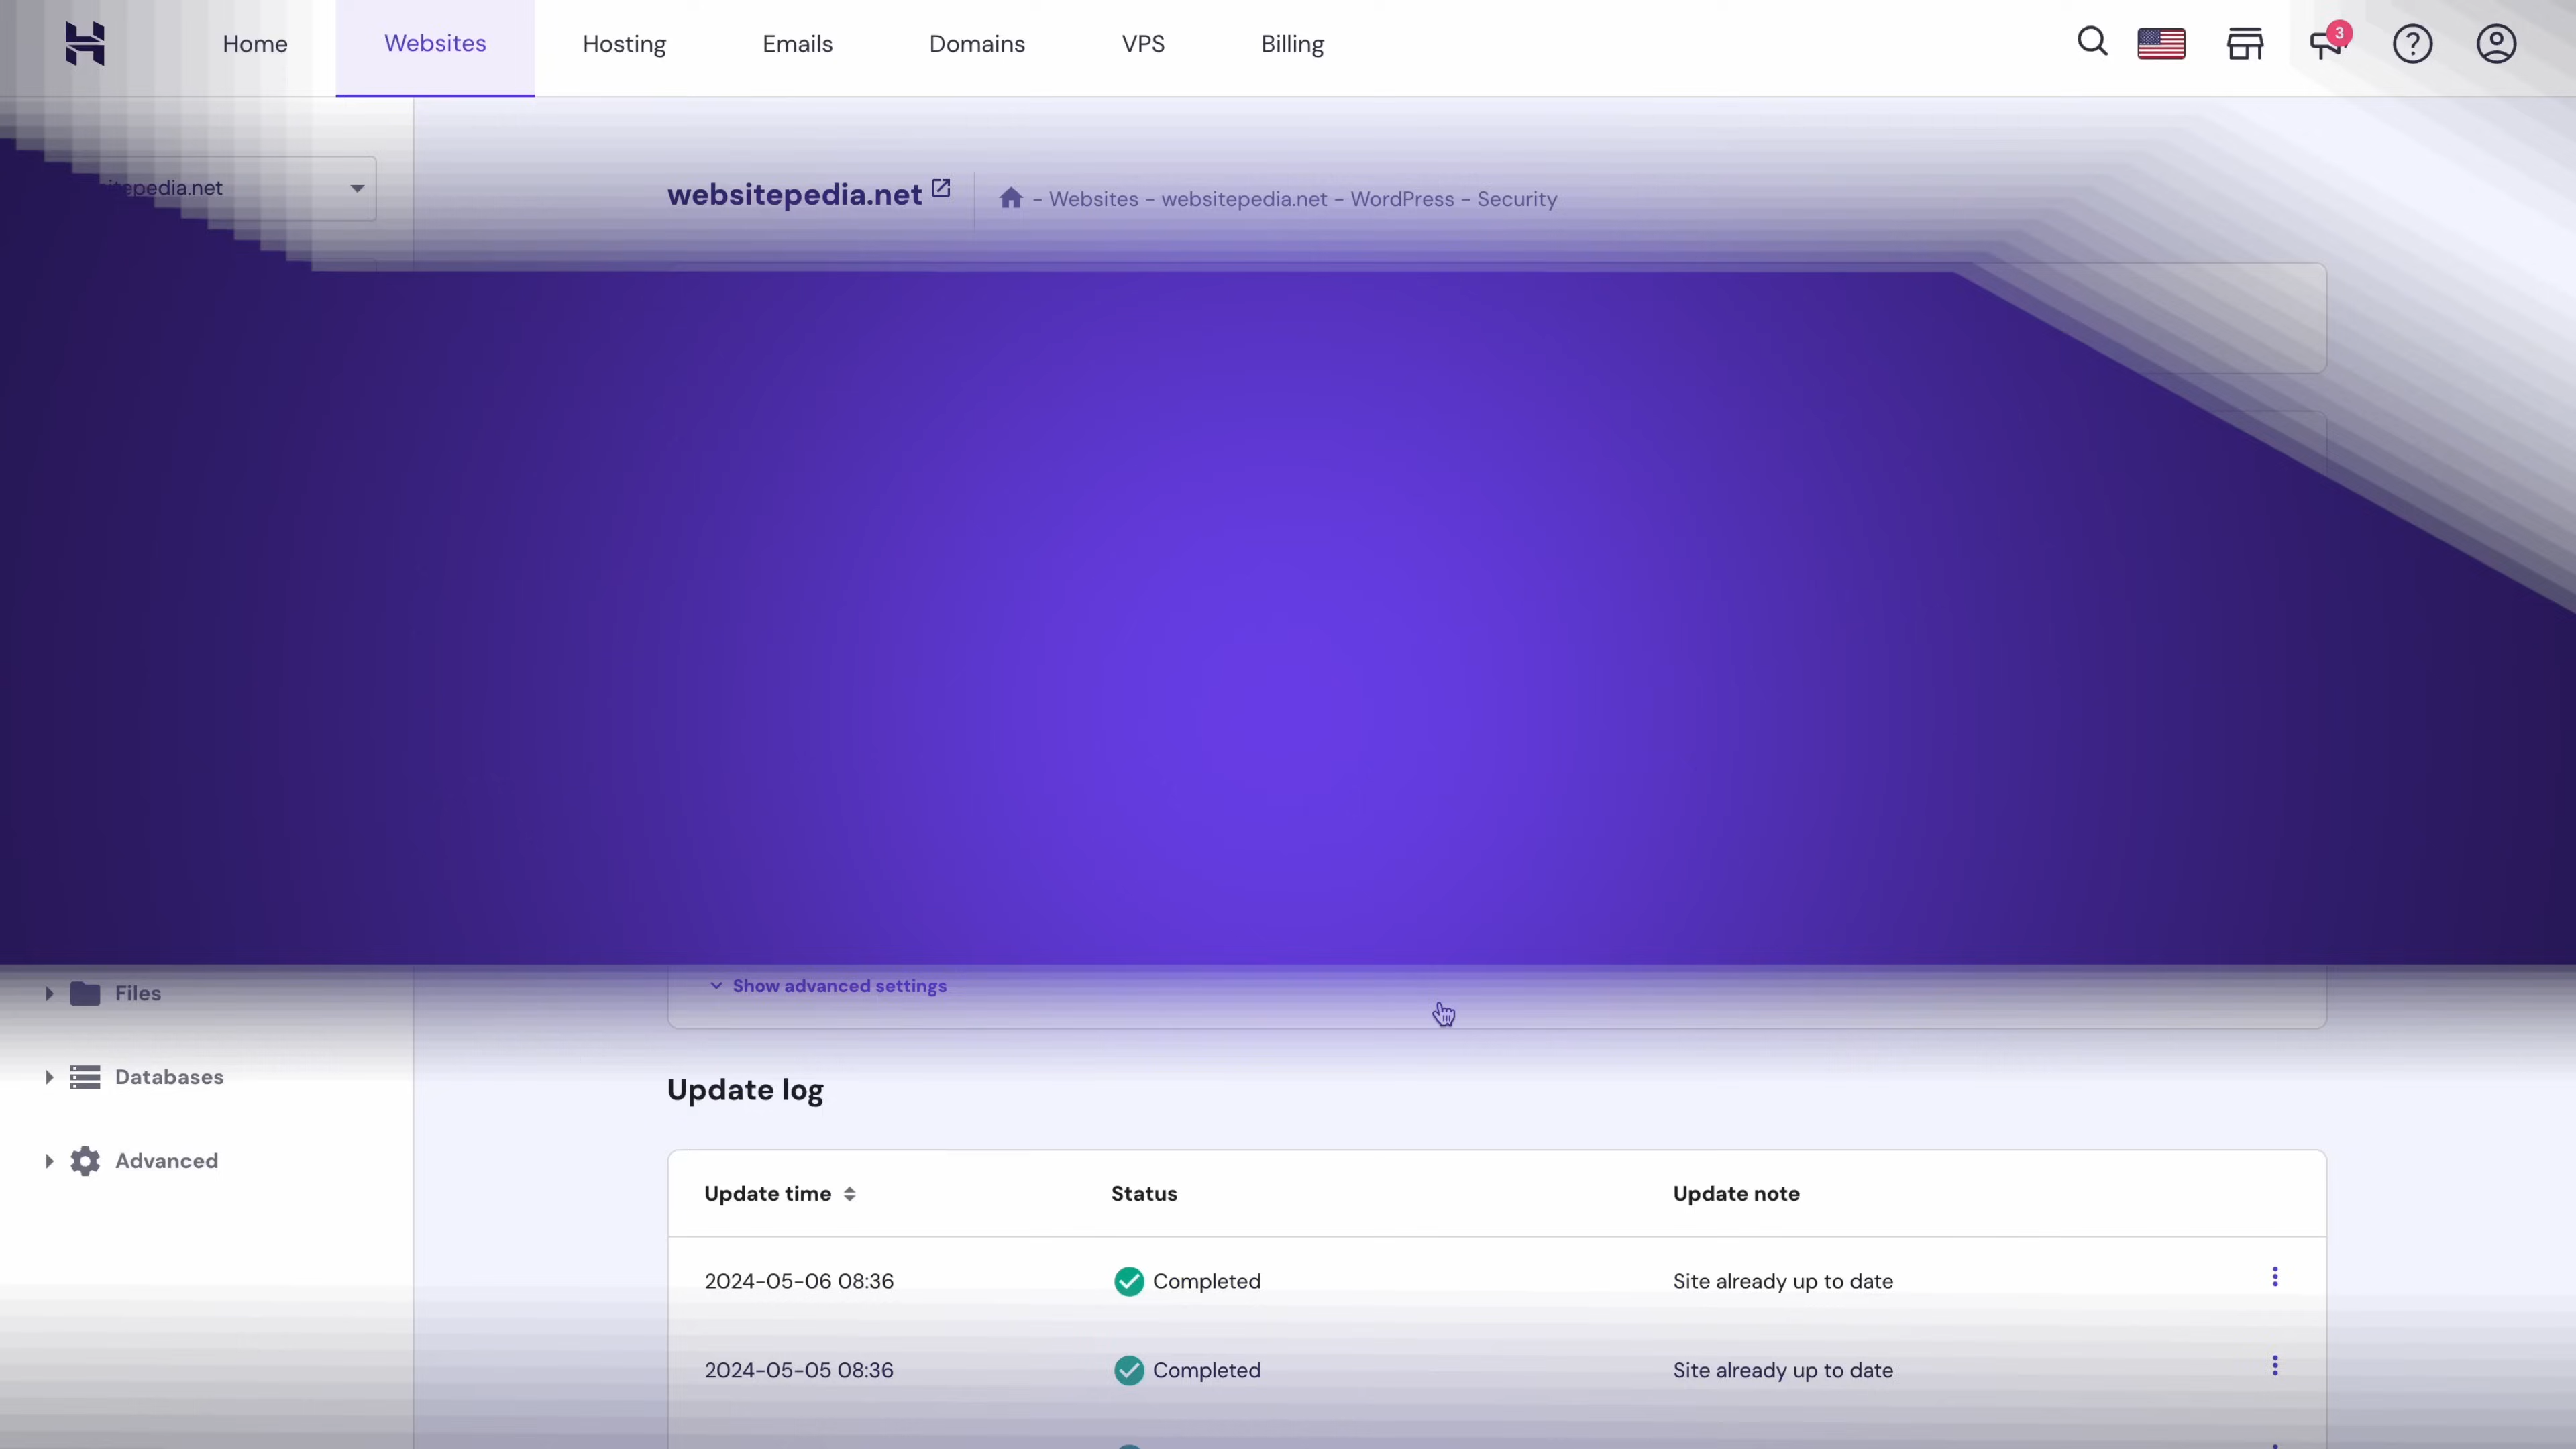 Home Websites Hosting Emails Domains VPS Billing
3
itepedia.net
websitepedia.net
- Websites - websitepedia.net - WordPress - Security
Show advanced settings
Files
Databases
Advanced
Update log
Update time Status Update note
2024-05-06 08:36 Completed Site already up to date
2024-05-05 08:36 Completed Site already up to date